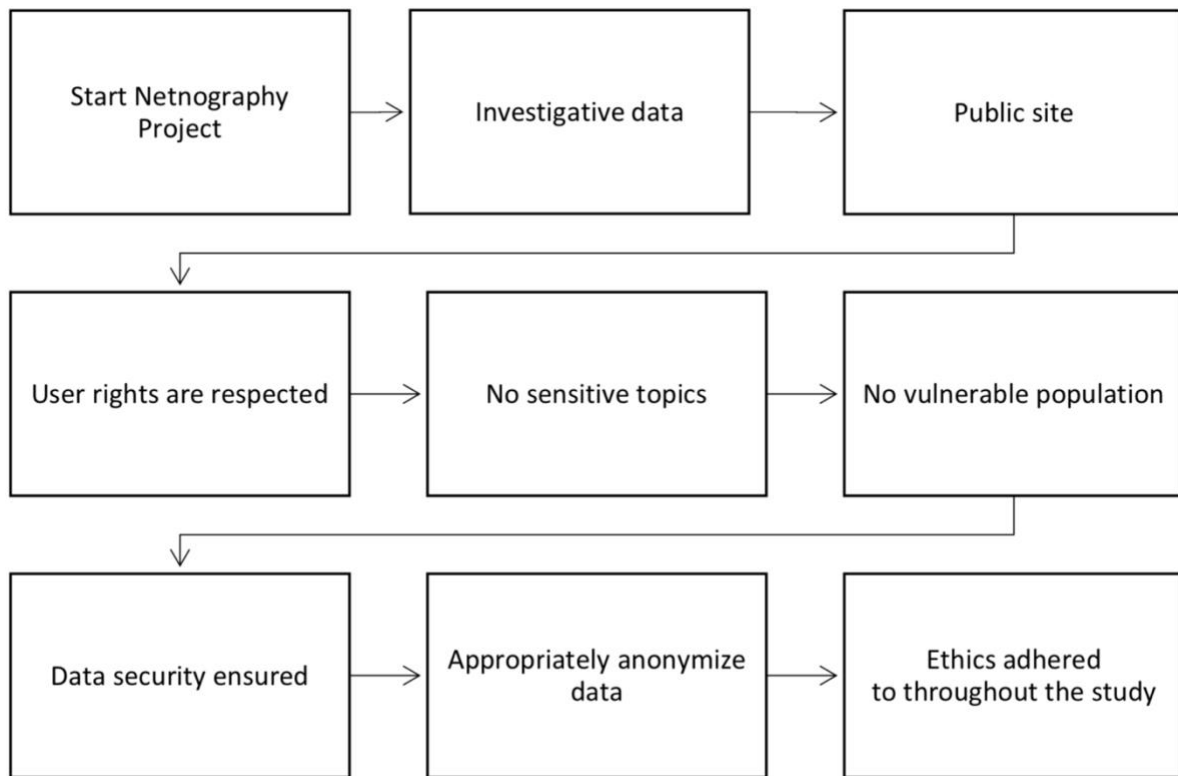 Start Netnography
Project
Investigative data
Public site
User rights are respected
No sensitive topics
No vulnerable population
Data security ensured
Appropriately anonymize
data
Ethics adhered
to throughout the study